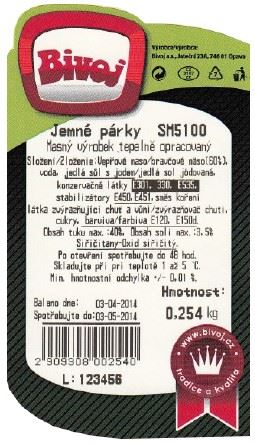 Bivoj
Výrobce/výrobce
Bivoj a.s., Jateční 23A, 746 01 Opava
Jemné párky SM5100
Masný výrobek tepelně opracovaný
Složení/Zloženie:Vepřové maso/bravčové mäso(60%),
voda, jedlá sůl s jodem/jedlá soľ jódovaná,
konzervačné látky E301, 330, E535,
stabilizátory E450, E451, směs koření
látka zvýrazňující chuť a vůni/zvýrazňovač chuti,
cukry, barviva/farbivo E120, E150d.
Obsah tuku max.:40%. Obsah soli max.:3.5%
Siřičitany-Oxid siřičitý.
Po otevření spotřebujte do 48 hod.
Skladujte při pri teplotě 1 až 5 °C.
Min. hmotnostní odchylka +/- 0,01 %.
Baleno dne: 03-04-2014
Spotřebujte do:03-05-2014
Hmotnost:
0.254 kg
2 909308 002540
L: 123456
www.bivoj.cz
tradice a kvalita